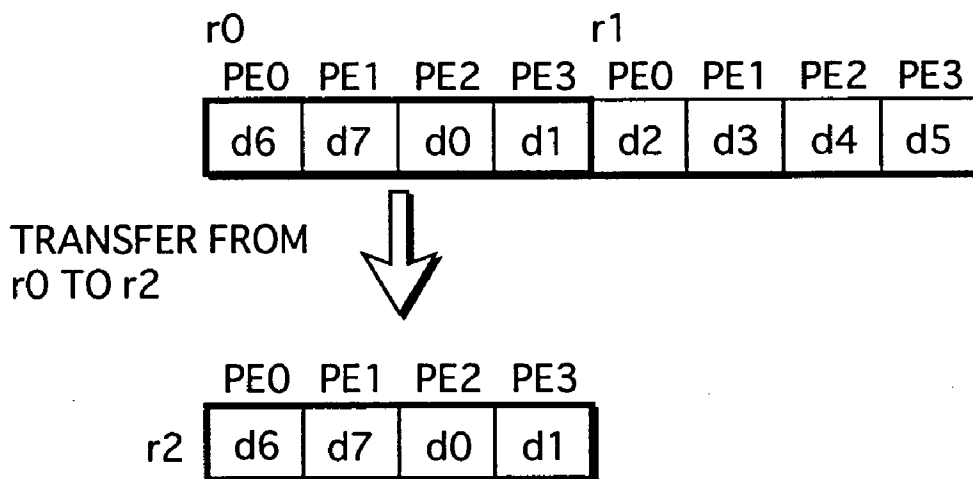 r0 r1
PE0 PE1 PE2 PE3 PE0 PE1 PE2 PE3
d6 d7 d0 d1 d2 d3 d4 d5
TRANSFER FROM
r0 TO r2
PE0 PE1 PE2 PE3
r2 d6 d7 d0 d1